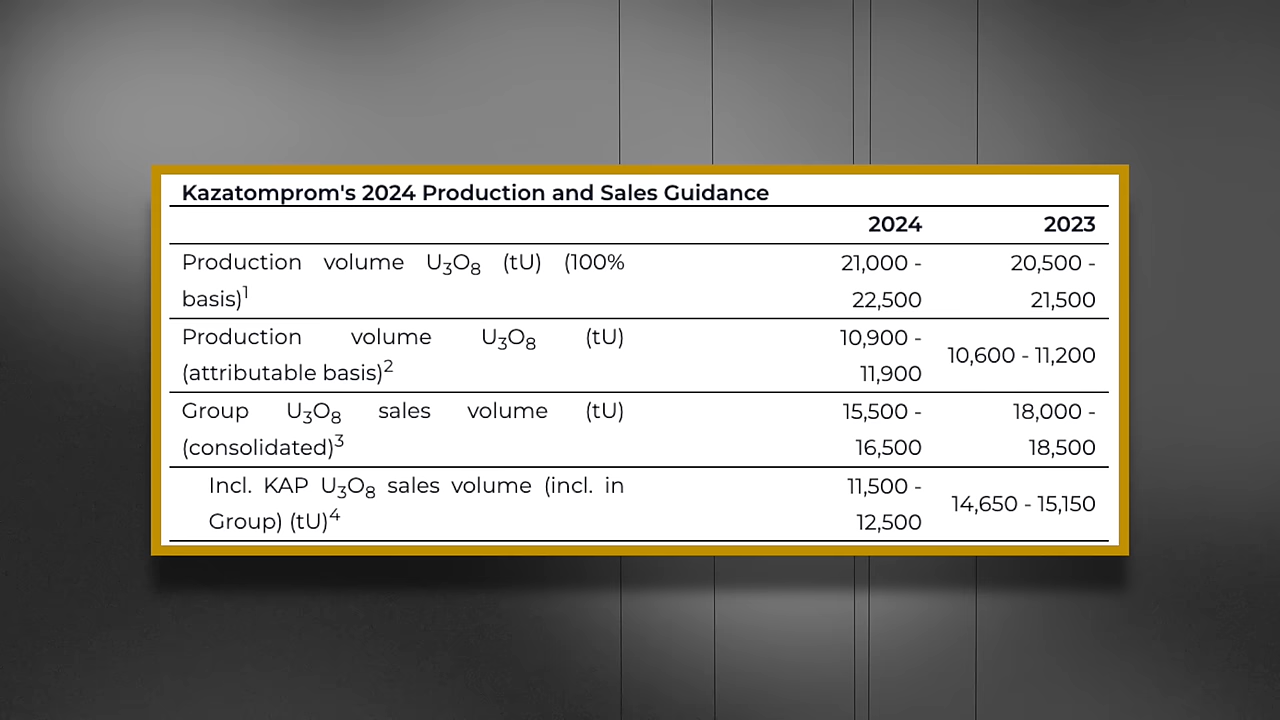 Kazatomprom's 2024 Production and Sales Guidance
2024 2023
Production volume U₃O₈ (tU) (100% 21,000 - 20,500 -
basis)¹ 22,500 21,500
Production volume U₃O₈ (tU) 10,900 -
(attributable basis)² 11,900 10,600 - 11,200
Group U₃O₈ sales volume (tU) 15,500 - 18,000 -
(consolidated)³ 16,500 18,500
Incl. KAP U₃O₈ sales volume (incl. in 11,500 -
Group) (tU)⁴ 12,500 14,650 - 15,150